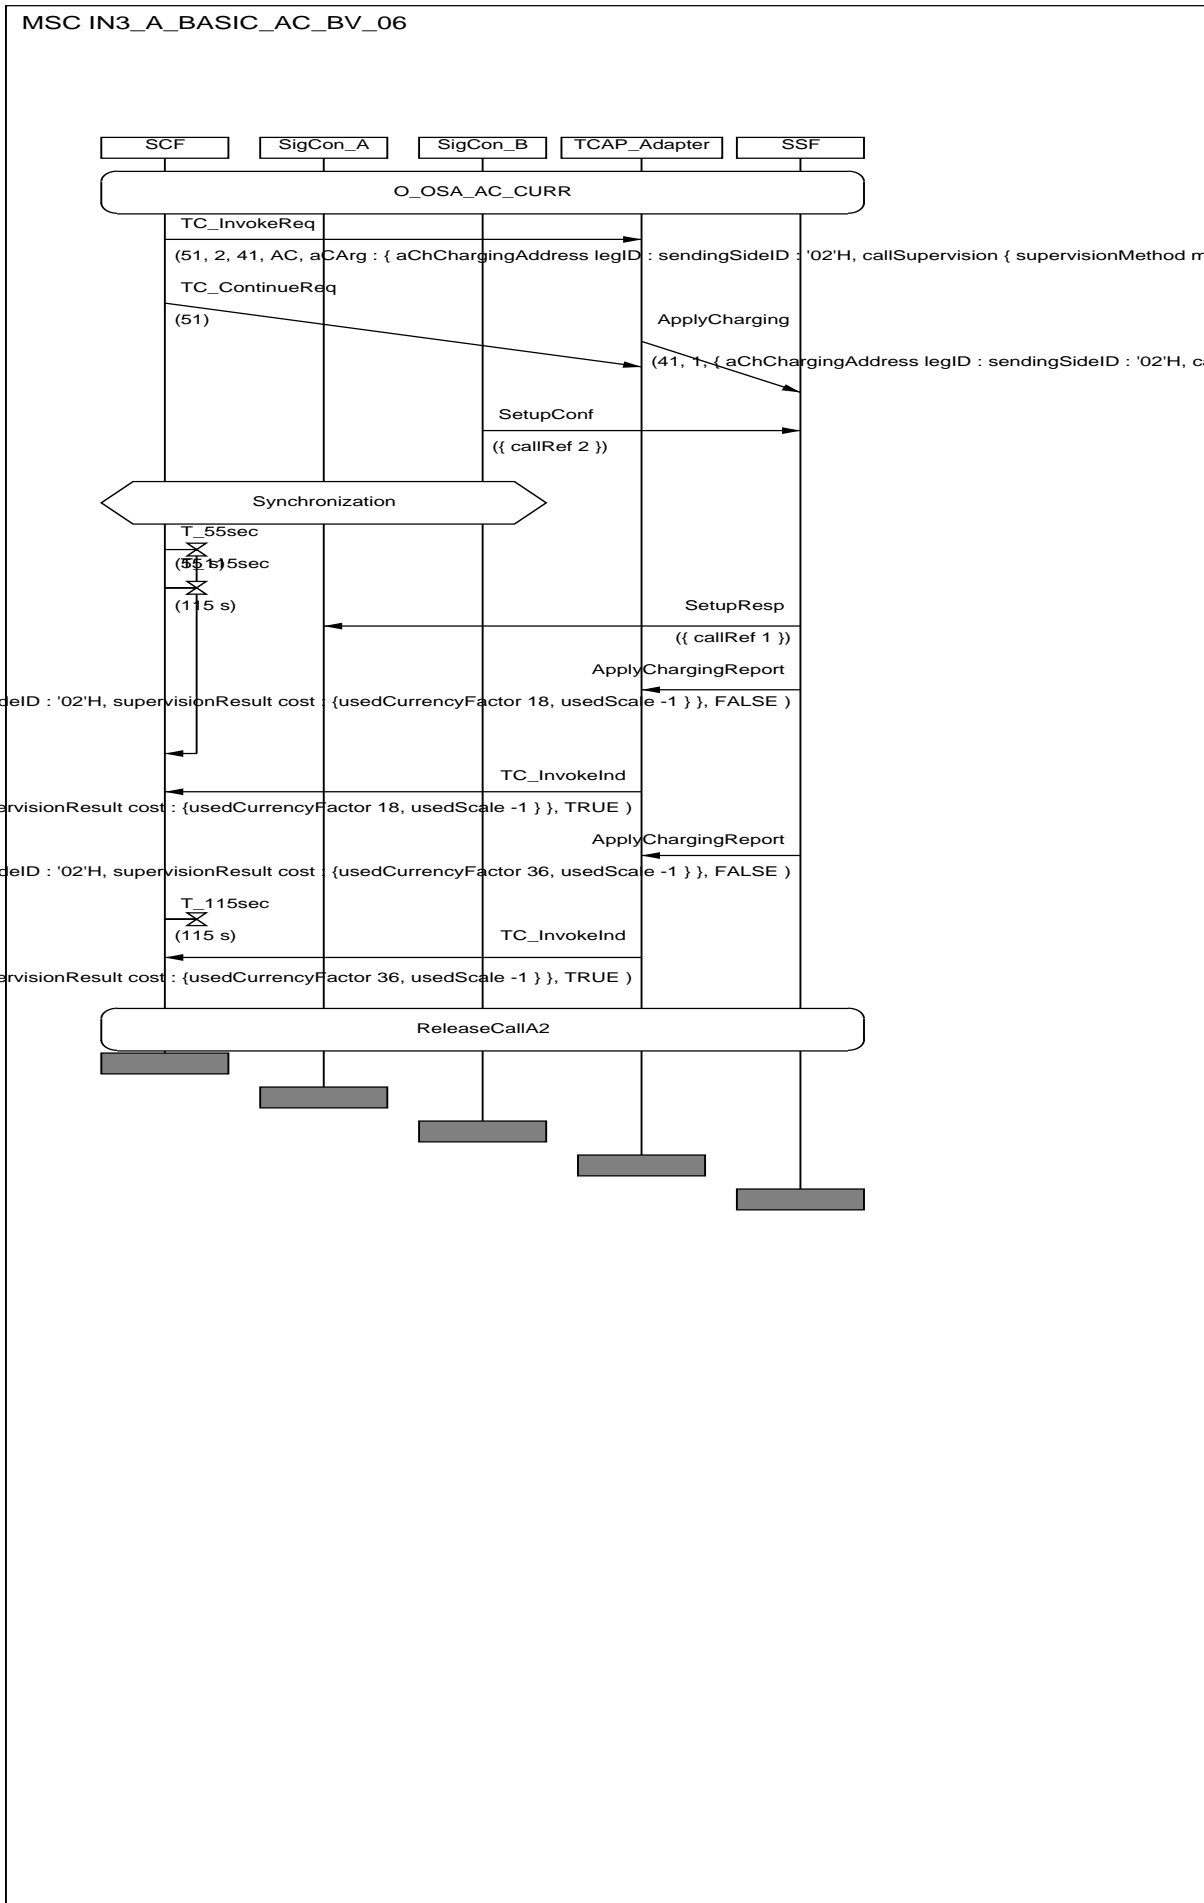 MSC IN3_A_BASIC_AC_BV_06
SCF SigCon_A SigCon_B TCAP_Adapter SSF
O_OSA_AC_CURR
TC_InvokeReq
(51, 2, 41, AC, aCArg : { aChChargingAddress legID : sendingSideID : '02'H, callSupervision { supervisionMethod m
TC_ContinueReq
(51)
ApplyCharging
(41, 1, { aChChargingAddress legID : sendingSideID : '02'H, ca
SetupConf
({ callRef 2 })
Synchronization
T_55sec
(55 s)
T_115sec
(115 s)
SetupResp
({ callRef 1 })
ApplyChargingReport
deID : '02'H, supervisionResult cost : {usedCurrencyFactor 18, usedScale -1 } }, FALSE )
TC_InvokeInd
ervisionResult cost : {usedCurrencyFactor 18, usedScale -1 } }, TRUE )
ApplyChargingReport
deID : '02'H, supervisionResult cost : {usedCurrencyFactor 36, usedScale -1 } }, FALSE )
T_115sec
(115 s)
TC_InvokeInd
ervisionResult cost : {usedCurrencyFactor 36, usedScale -1 } }, TRUE )
ReleaseCallA2